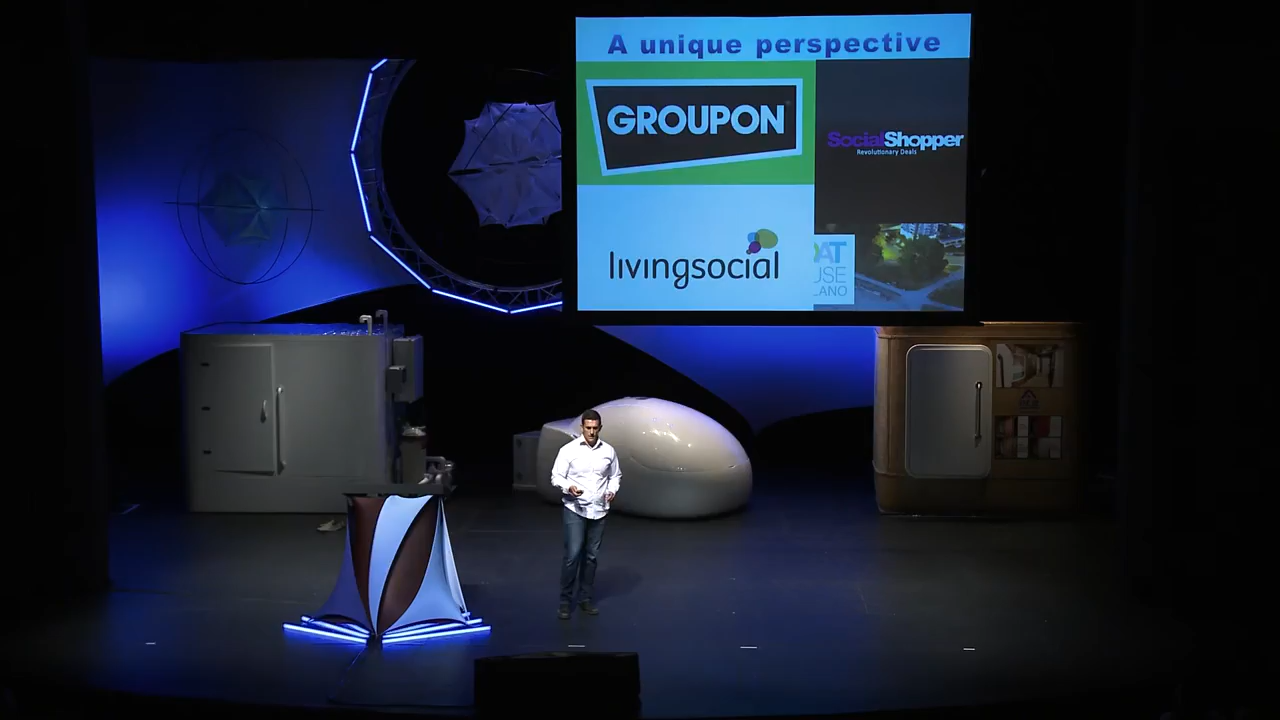 A unique perspective
GROUPON
SocialShopper
Revolutionary Deals
livingsocial